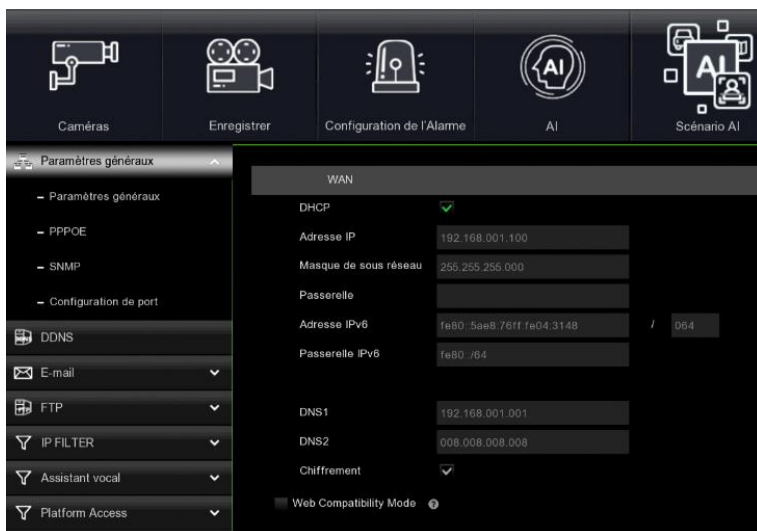 AI
AI
Caméras
Enregistrer
Configuration de l'Alarme
AI
Scénario AI
Paramètres généraux
– Paramètres généraux
– PPPOE
– SNMP
– Configuration de port
DDNS
E-mail
FTP
IP FILTER
Assistant vocal
Platform Access
WAN
DHCP
Adresse IP 192.168.001.100
Masque de sous réseau 255.255.255.000
Passerelle
Adresse IPv6 fe80::5ae8:76ff:fe04:3148 / 064
Passerelle IPv6 fe80::/64
DNS1 192.168.001.001
DNS2 008.008.008.008
Chiffrement
Web Compatibility Mode ?